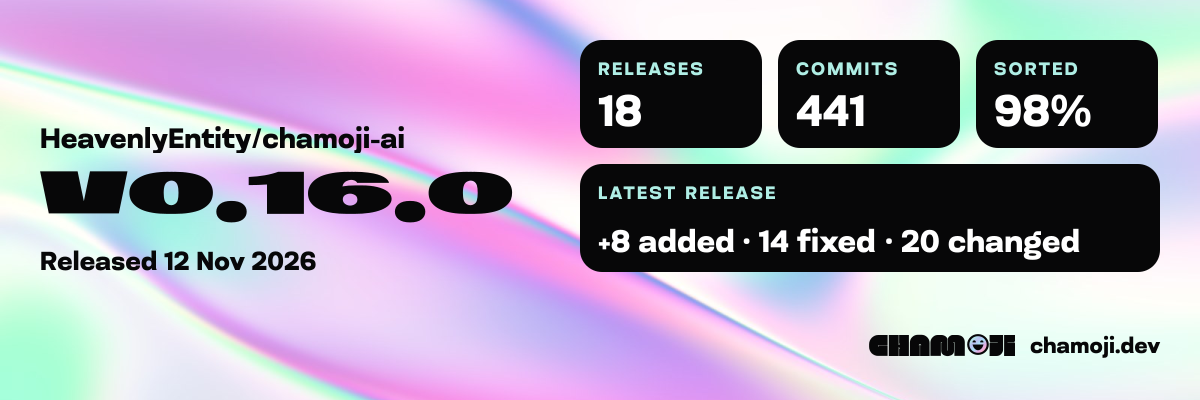 HeavenlyEntity/chamoji-ai
v0.16.0
Released 12 Nov 2026
RELEASES
18
COMMITS
441
SORTED
98%
LATEST RELEASE
+8 added · 14 fixed · 20 changed
CHAMOJI chamoji.dev